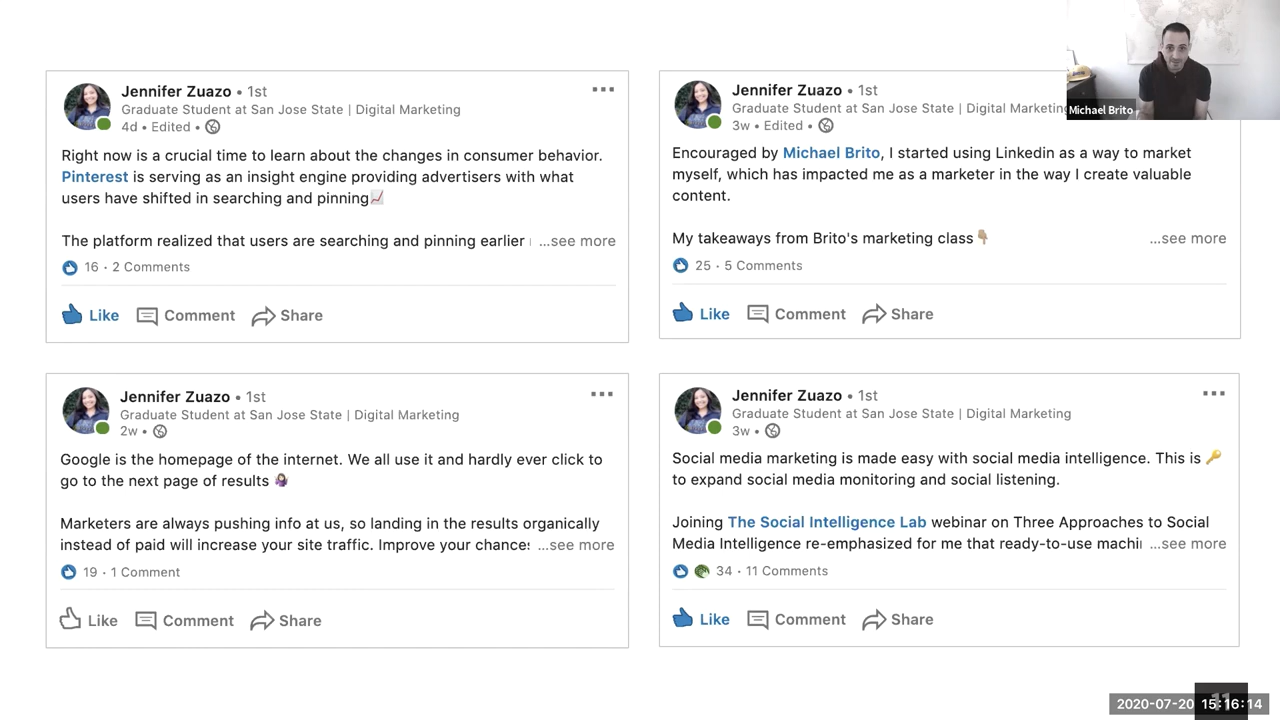 Jennifer Zuazo • 1st
Graduate Student at San Jose State | Digital Marketing
4d • Edited •
Right now is a crucial time to learn about the changes in consumer behavior.
Pinterest is serving as an insight engine providing advertisers with what
users have shifted in searching and pinning
The platform realized that users are searching and pinning earlier ...see more
16 · 2 Comments
Like Comment Share
Jennifer Zuazo • 1st
Graduate Student at San Jose State | Digital Marketing
3w • Edited •
Encouraged by Michael Brito, I started using Linkedin as a way to market
myself, which has impacted me as a marketer in the way I create valuable
content.
My takeaways from Brito's marketing class ...see more
25 · 5 Comments
Like Comment Share
Michael Brito
Jennifer Zuazo • 1st
Graduate Student at San Jose State | Digital Marketing
2w •
Google is the homepage of the internet. We all use it and hardly ever click to
go to the next page of results
Marketers are always pushing info at us, so landing in the results organically
instead of paid will increase your site traffic. Improve your chances ...see more
19 · 1 Comment
Like Comment Share
Jennifer Zuazo • 1st
Graduate Student at San Jose State | Digital Marketing
3w •
Social media marketing is made easy with social media intelligence. This is
to expand social media monitoring and social listening.
Joining The Social Intelligence Lab webinar on Three Approaches to Social
Media Intelligence re-emphasized for me that ready-to-use ...see more
34 · 11 Comments
Like Comment Share
11
2020-07-20 15:16:14